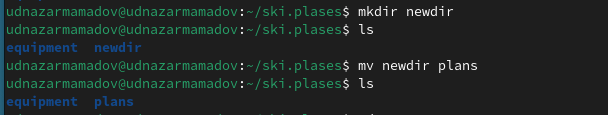 udnazarmamadov@udnazarmamadov:~/ski.plases$ mkdir newdir
udnazarmamadov@udnazarmamadov:~/ski.plases$ ls
equipment  newdir
udnazarmamadov@udnazarmamadov:~/ski.plases$ mv newdir plans
udnazarmamadov@udnazarmamadov:~/ski.plases$ ls
equipment  plans